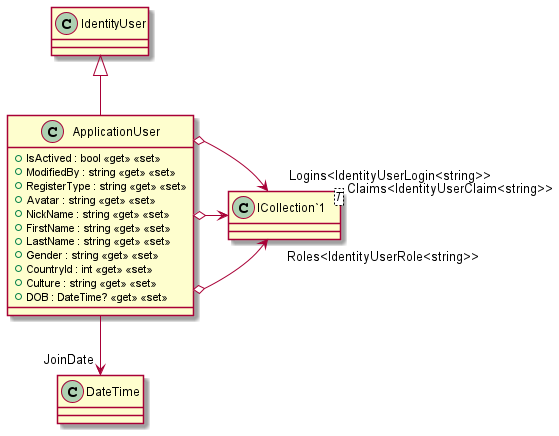 C IdentityUser
C ApplicationUser
IsActived : bool «get» «set»
ModifiedBy : string «get» «set»
RegisterType : string «get» «set»
Avatar : string «get» «set»
NickName : string «get» «set»
FirstName : string «get» «set»
LastName : string «get» «set»
Gender : string «get» «set»
CountryId : int «get» «set»
Culture : string «get» «set»
DOB : DateTime? «get» «set»
Logins<IdentityUserLogin<string>>
Claims<IdentityUserClaim<string>>
C ICollection`1
T
Roles<IdentityUserRole<string>>
JoinDate
C DateTime